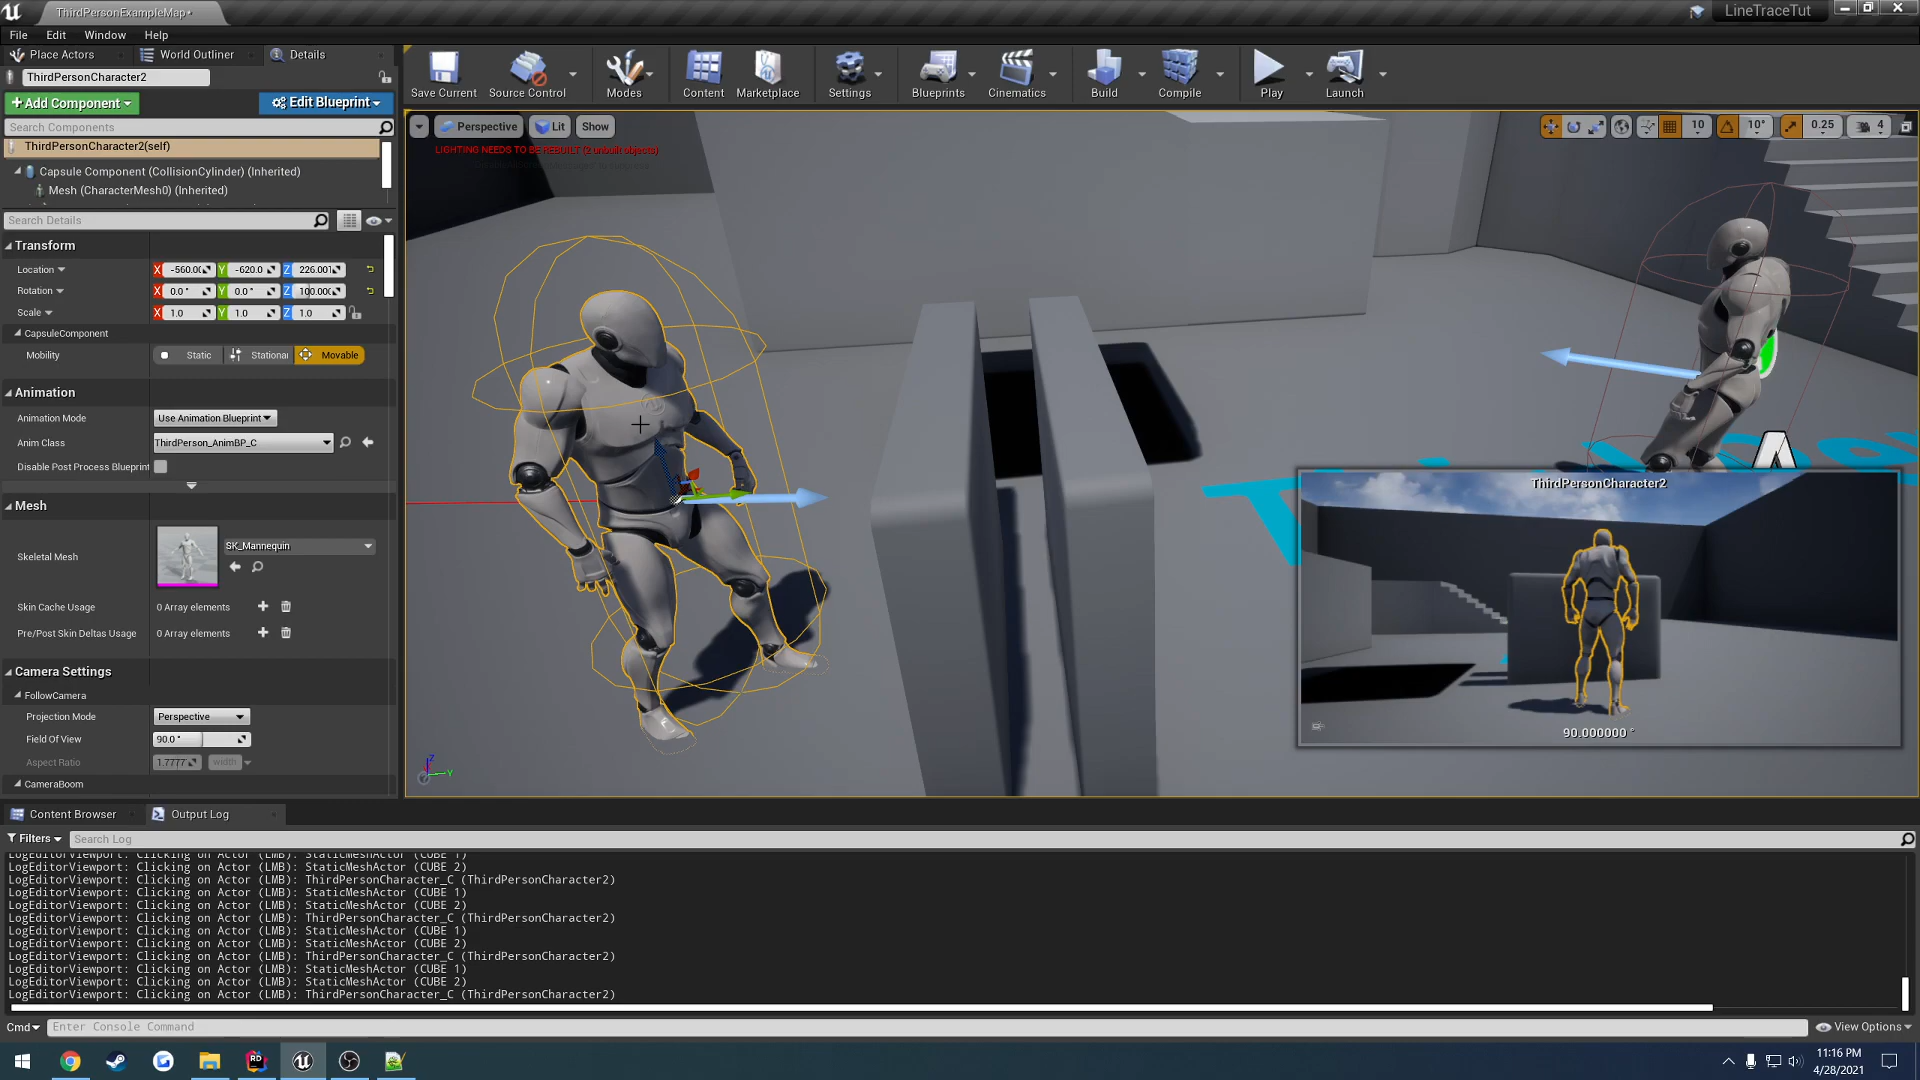 ThirdPersonExampleMap•
LineTraceTut
File Edit Window Help
Place Actors World Outliner Details
ThirdPersonCharacter2
+Add Component Edit Blueprint
Search Components
ThirdPersonCharacter2(self)
Capsule Component (CollisionCylinder) (Inherited)
Mesh (CharacterMesh0) (Inherited)
Search Details
Transform
Location X -560.00 Y -620.0 Z 226.001
Rotation X 0.0 ° Y 0.0 ° Z 100.000
Scale X 1.0 Y 1.0 Z 1.0
CapsuleComponent
Mobility Static Stationa Movable
Animation
Animation Mode Use Animation Blueprint
Anim Class ThirdPerson_AnimBP_C
Disable Post Process Blueprint
Mesh
Skeletal Mesh SK_Mannequin
Skin Cache Usage 0 Array elements
Pre/Post Skin Deltas Usage 0 Array elements
Camera Settings
FollowCamera
Projection Mode Perspective
Field Of View 90.0 °
Aspect Ratio 1.7777 width
CameraBoom
Save Current Source Control Modes Content Marketplace Settings Blueprints Cinematics Build Compile Play Launch
Perspective Lit Show
10 10° 0.25 4
LIGHTING NEEDS TO BE REBUILT (2 unbuilt objects)
ThirdPersonCharacter2
90.000000 °
Z
Y
Content Browser Output Log
Filters Search Log
LogEditorViewport: Clicking on Actor (LMB): StaticMeshActor (CUBE 1)
LogEditorViewport: Clicking on Actor (LMB): StaticMeshActor (CUBE 2)
LogEditorViewport: Clicking on Actor (LMB): ThirdPersonCharacter_C (ThirdPersonCharacter2)
LogEditorViewport: Clicking on Actor (LMB): StaticMeshActor (CUBE 1)
LogEditorViewport: Clicking on Actor (LMB): StaticMeshActor (CUBE 2)
LogEditorViewport: Clicking on Actor (LMB): ThirdPersonCharacter_C (ThirdPersonCharacter2)
LogEditorViewport: Clicking on Actor (LMB): StaticMeshActor (CUBE 1)
LogEditorViewport: Clicking on Actor (LMB): StaticMeshActor (CUBE 2)
LogEditorViewport: Clicking on Actor (LMB): ThirdPersonCharacter_C (ThirdPersonCharacter2)
LogEditorViewport: Clicking on Actor (LMB): StaticMeshActor (CUBE 1)
LogEditorViewport: Clicking on Actor (LMB): StaticMeshActor (CUBE 2)
LogEditorViewport: Clicking on Actor (LMB): ThirdPersonCharacter_C (ThirdPersonCharacter2)
Cmd Enter Console Command View Options
RD
11:16 PM
4/28/2021